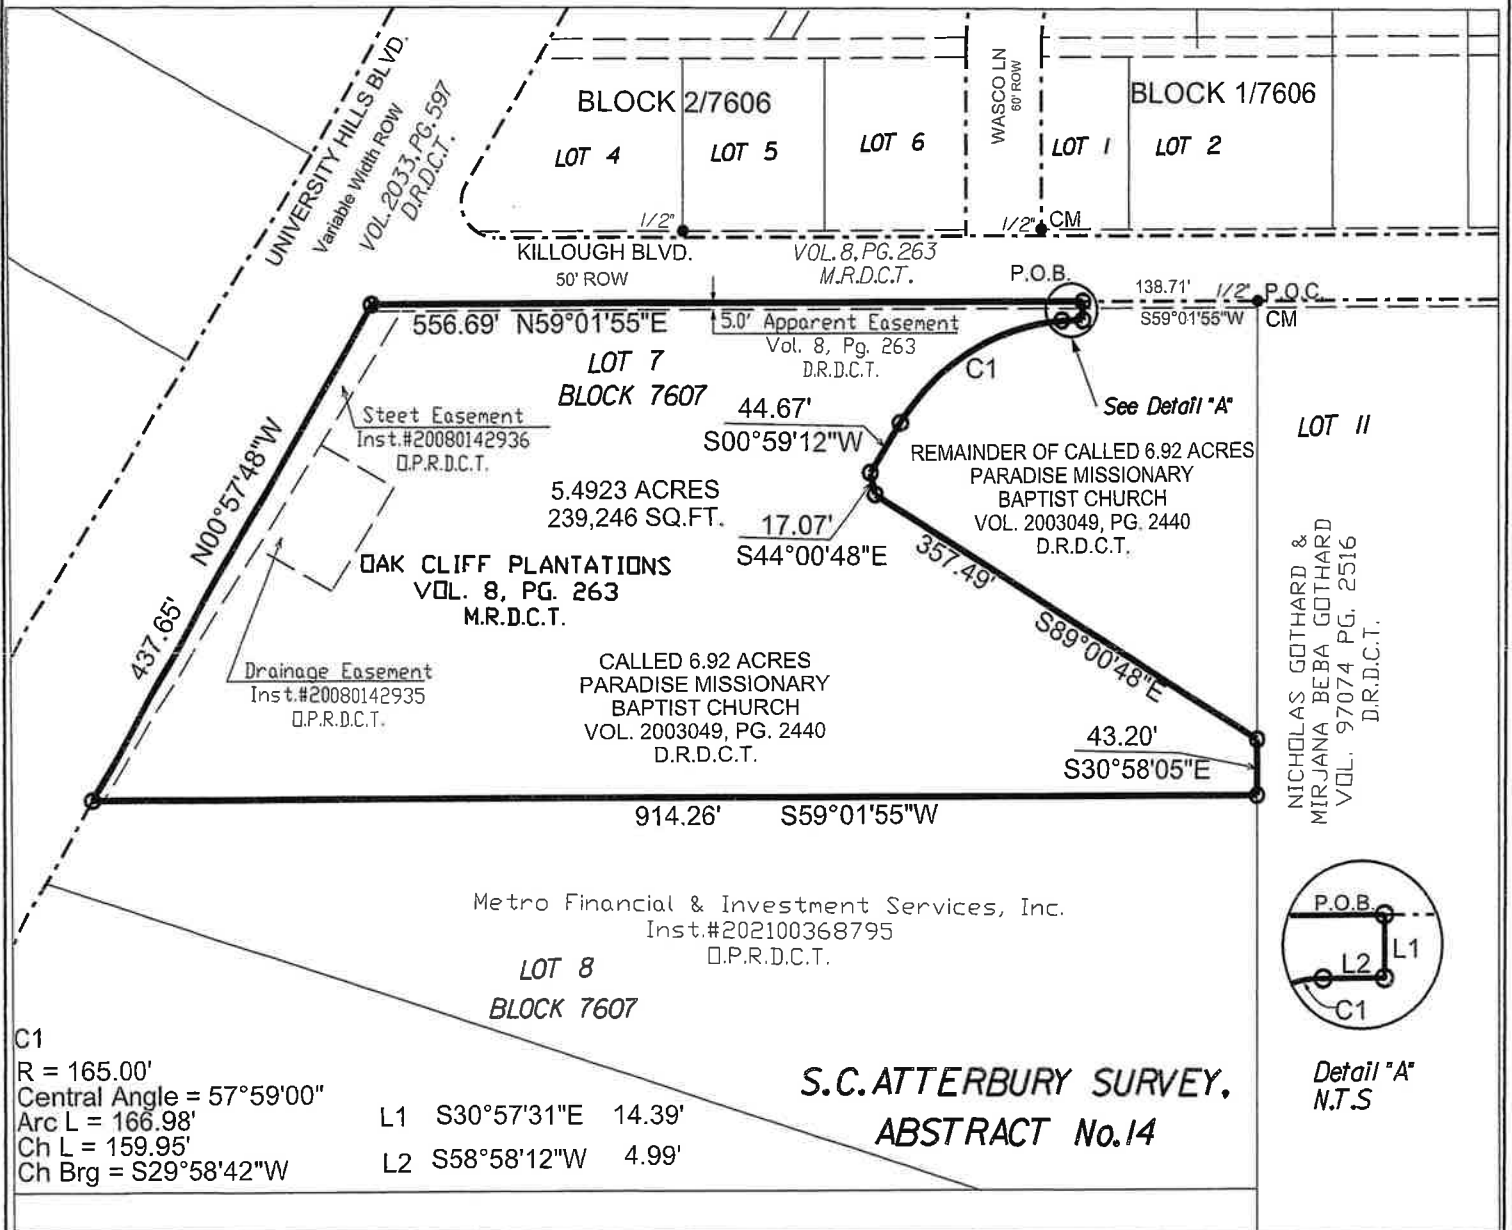 UNIVERSITY HILLS BLVD.
Variable Width ROW
VOL. 2033, PG. 597
D.R.D.C.T.
BLOCK 2/7606
LOT 4
LOT 5
LOT 6
WASCO LN
60' ROW
BLOCK 1/7606
LOT 1
LOT 2
1/2"
1/2"
CM
KILLOUGH BLVD.
50' ROW
VOL. 8, PG. 263
M.R.D.C.T.
P.O.B.
138.71'
S59°01'55"W
1/2"
P.O.C.
CM
556.69' N59°01'55"E
5.0' Apparent Easement
Vol. 8, Pg. 263
D.R.D.C.T.
LOT 7
BLOCK 7607
C1
See Detail "A"
44.67'
S00°59'12"W
Steet Easement
Inst.#20080142936
O.P.R.D.C.T.
N00°57'48"W
437.65'
REMAINDER OF CALLED 6.92 ACRES
PARADISE MISSIONARY
BAPTIST CHURCH
VOL. 2003049, PG. 2440
D.R.D.C.T.
LOT 11
5.4923 ACRES
239,246 SQ.FT.
17.07'
S44°00'48"E
357.49'
S89°00'48"E
OAK CLIFF PLANTATIONS
VOL. 8, PG. 263
M.R.D.C.T.
NICHOLAS GOTHARD &
MIRJANA BEBA GOTHARD
VOL. 97074 PG. 2516
D.R.D.C.T.
Drainage Easement
Inst.#20080142935
O.P.R.D.C.T.
CALLED 6.92 ACRES
PARADISE MISSIONARY
BAPTIST CHURCH
VOL. 2003049, PG. 2440
D.R.D.C.T.
43.20'
S30°58'05"E
914.26' S59°01'55"W
Metro Financial & Investment Services, Inc.
Inst.#202100368795
O.P.R.D.C.T.
LOT 8
BLOCK 7607
P.O.B.
L1
L2
C1
Detail "A"
N.T.S
C1
R = 165.00'
Central Angle = 57°59'00"
Arc L = 166.98'
Ch L = 159.95'
Ch Brg = S29°58'42"W
L1 S30°57'31"E 14.39'
L2 S58°58'12"W 4.99'
S.C. ATTERBURY SURVEY,
ABSTRACT No. 14